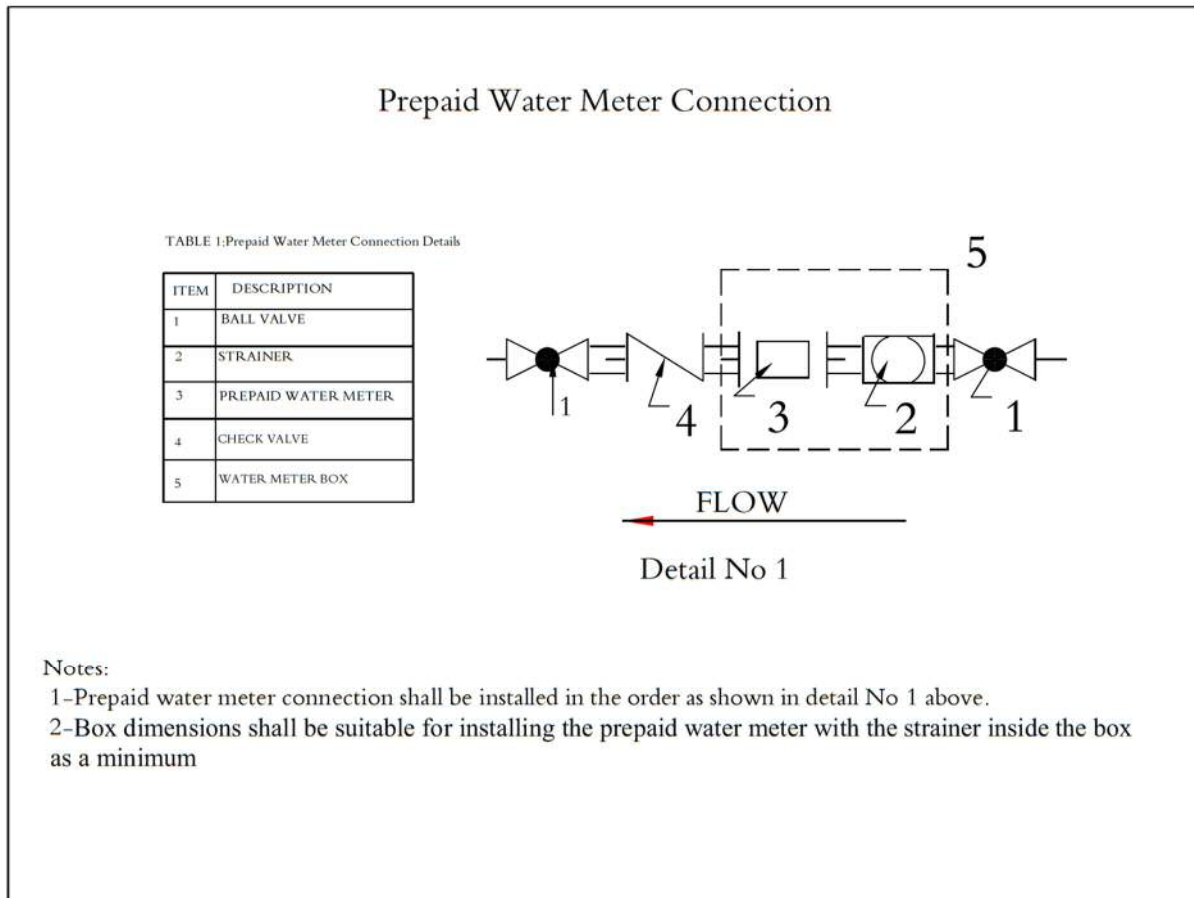 Prepaid Water Meter Connection
TABLE 1:Prepaid Water Meter Connection Details
ITEM DESCRIPTION
1 BALL VALVE
2 STRAINER
3 PREPAID WATER METER
4 CHECK VALVE
5 WATER METER BOX
5
1
4
3
2
1
FLOW
Detail No 1
Notes:
1-Prepaid water meter connection shall be installed in the order as shown in detail No 1 above.
2-Box dimensions shall be suitable for installing the prepaid water meter with the strainer inside the box
as a minimum